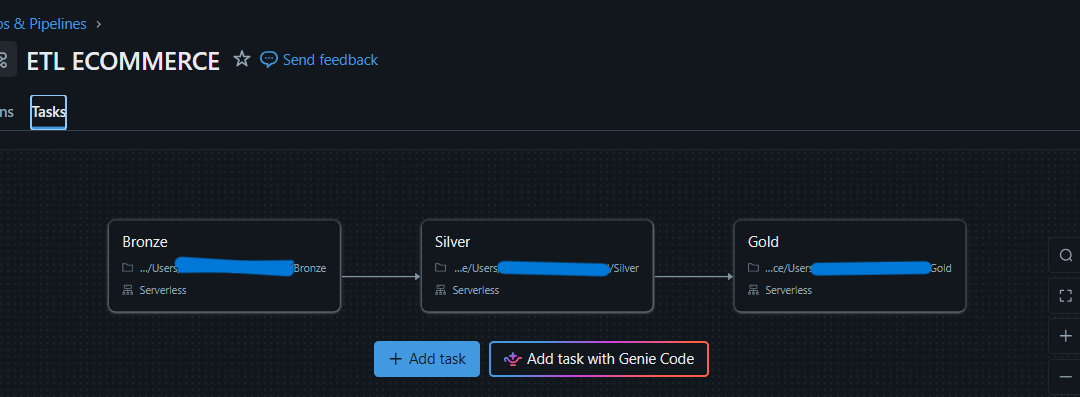 os & Pipelines >
ETL ECOMMERCE Send feedback
ns Tasks
Bronze
.../Users/ Bronze
Serverless
Silver
...e/Users/ /Silver
Serverless
Gold
...ce/Users Gold
Serverless
+ Add task
Add task with Genie Code